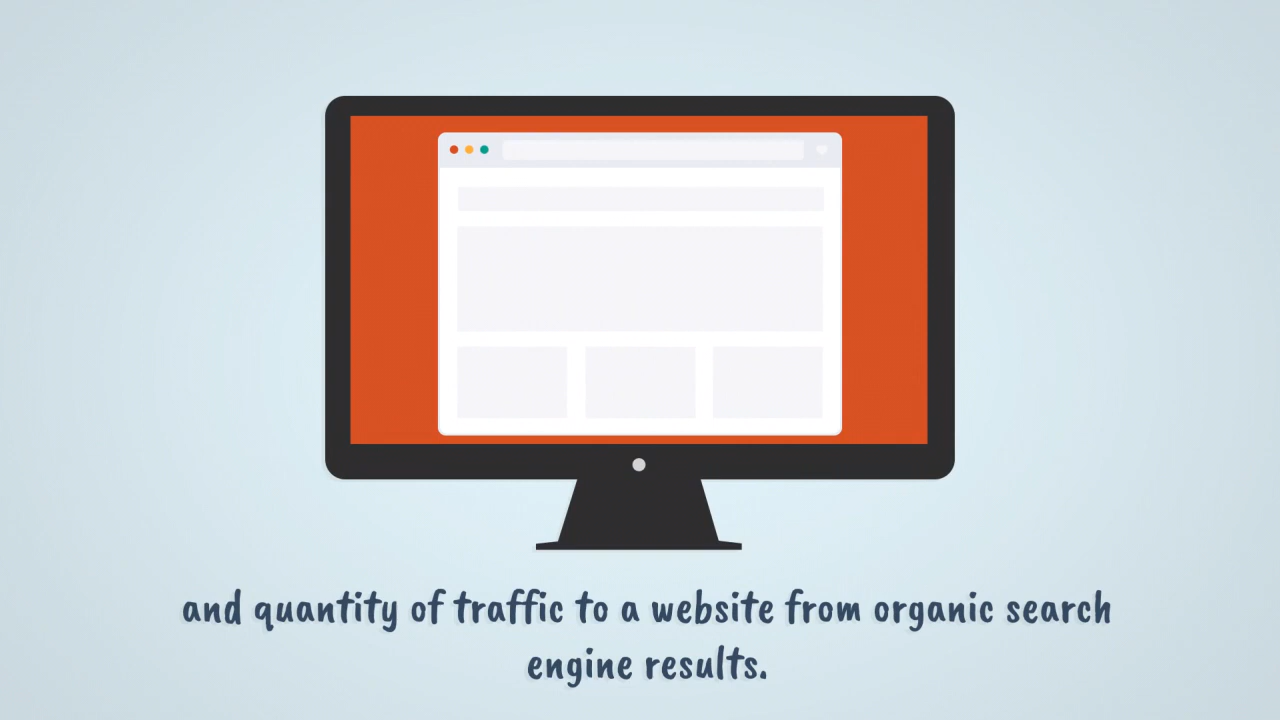 and quantity of traffic to a website from organic search
engine results.